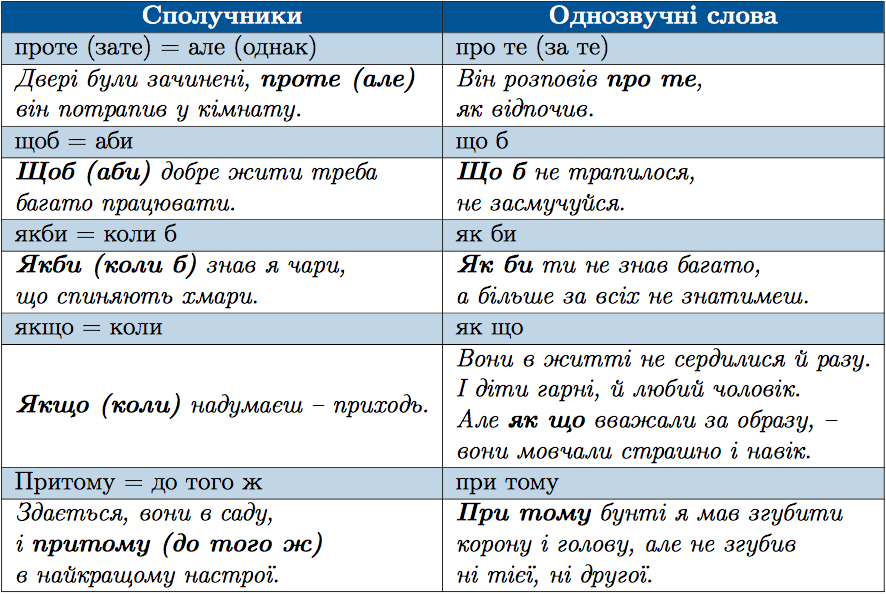 Сполучники
Однозвучні слова
проте (зате) = але (однак)
про те (за те)
Двері були зачинені, проте (але)
він потрапив у кімнату.
Він розповів про те,
як відпочив.
щоб = аби
що б
Щоб (аби) добре жити треба
багато працювати.
Що б не трапилося,
не засмучуйся.
якби = коли б
як би
Якби (коли б) знав я чари,
що спиняють хмари.
Як би ти не знав багато,
а більше за всіх не знатимеш.
якщо = коли
як що
Якщо (коли) надумаєш – приходь.
Вони в житті не сердилися й разу.
І діти гарні, й любий чоловік.
Але як що вважали за образу, –
вони мовчали страшно і навік.
Притому = до того ж
при тому
Здається, вони в саду,
і притому (до того ж)
в найкращому настрої.
При тому бунті я мав згубити
корону і голову, але не згубив
ні тієї, ні другої.